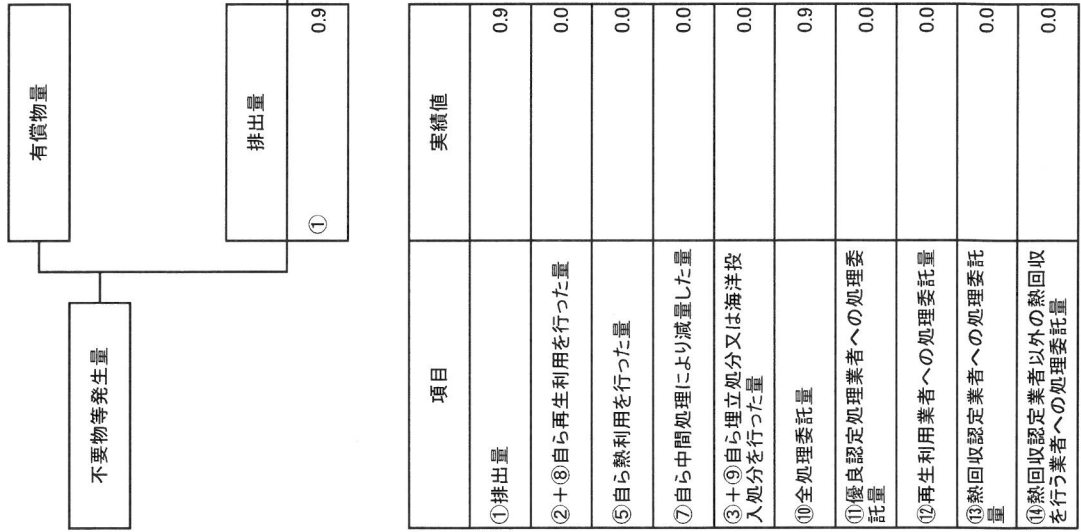 不要物等発生量
有償物量
排出量
① 0.9
項目 実績値
①排出量 0.9
②+⑧自ら再生利用を行った量 0.0
⑤自ら熱利用を行った量 0.0
⑦自ら中間処理により減量した量 0.0
③+⑨自ら埋立処分又は海洋投
入処分を行った量 0.0
⑩全処理委託量 0.9
⑪優良認定処理業者への処理委
託量 0.0
⑫再生利用業者への処理委託量 0.0
⑬熱回収認定業者への処理委託
量 0.0
⑭熱回収認定業者以外の熱回収
を行う業者への処理委託量 0.0